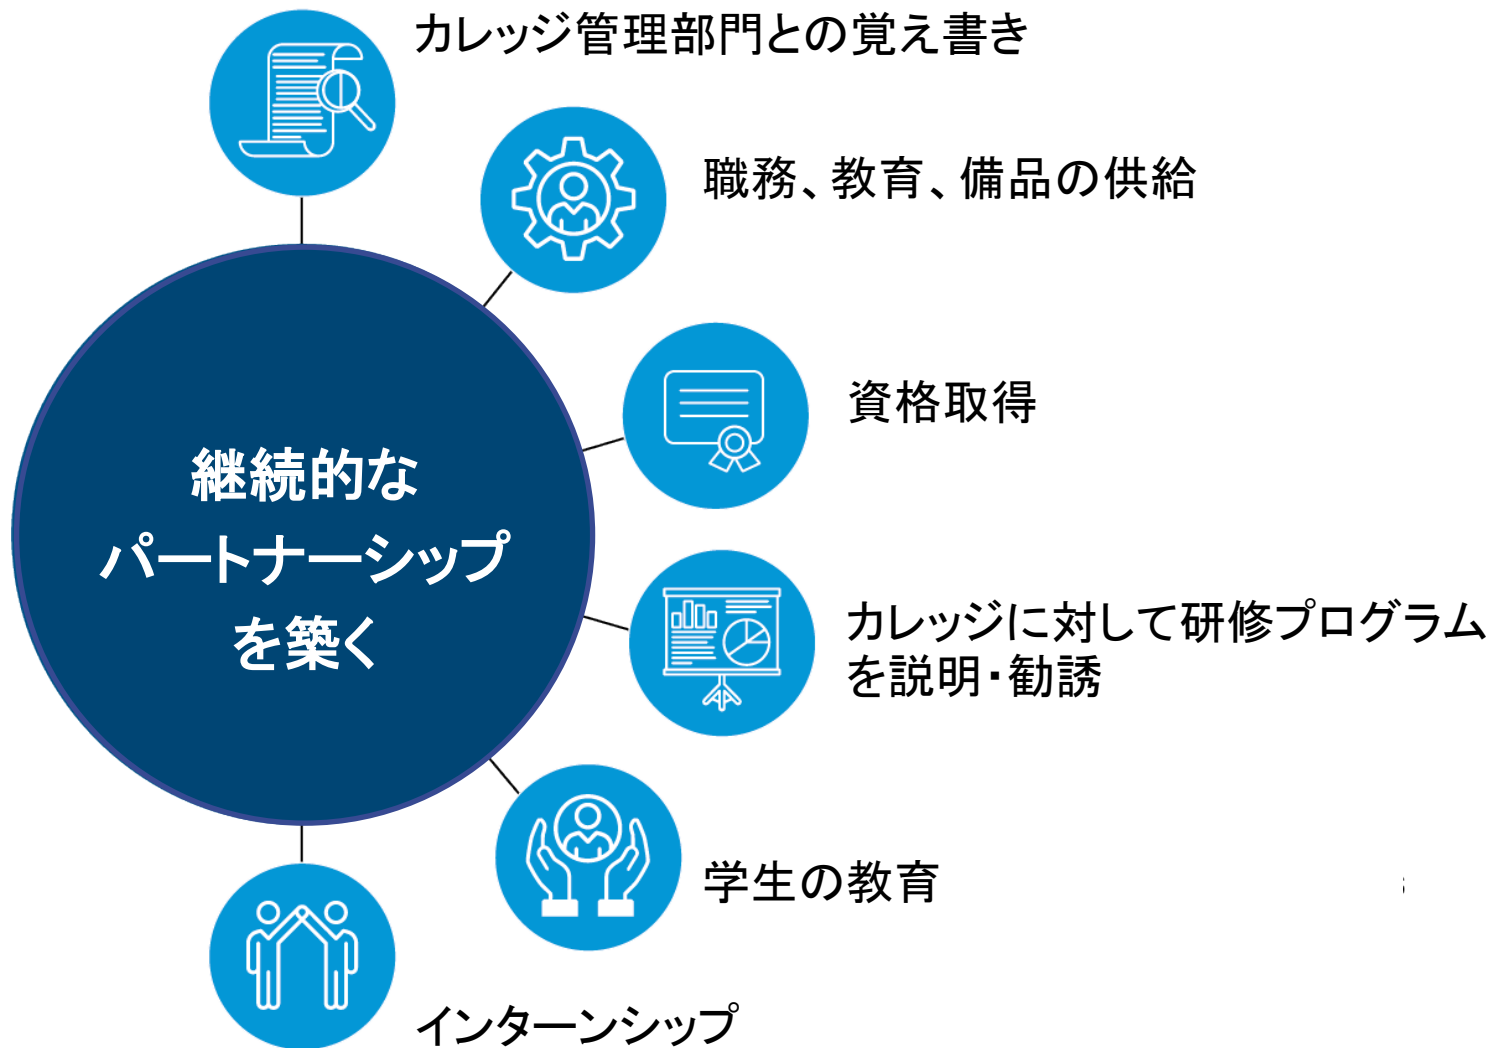 カレッジ管理部門との覚え書き
職務、教育、備品の供給
資格取得
継続的な
パートナーシップ
を築く
カレッジに対して研修プログラム
を説明・勧誘
学生の教育
インターンシップ